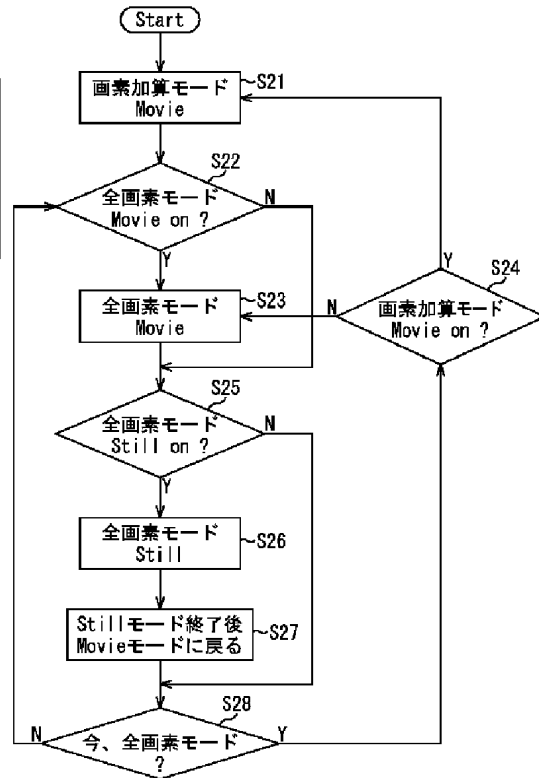 Start
画素加算モード
Movie
S21
全画素モード
Movie on ?
S22
N
Y
全画素モード
Movie
S23
画素加算モード
Movie on ?
S24
Y
N
全画素モード
Still on ?
S25
N
Y
全画素モード
Still
S26
Stillモード終了後
Movieモードに戻る
S27
今、全画素モード
?
S28
N
Y